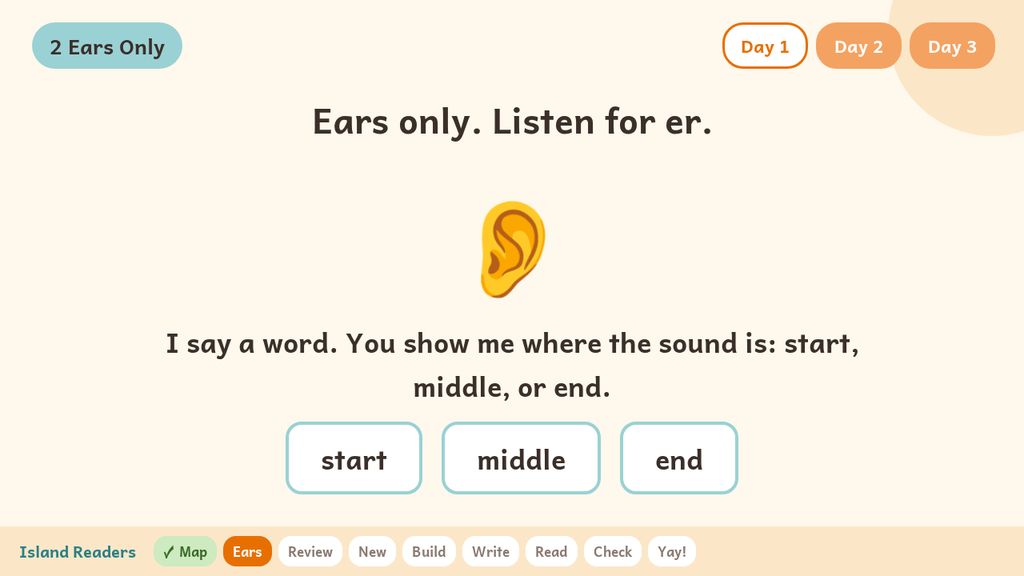 2 Ears Only
Day 1
Day 2
Day 3
Ears only. Listen for er.
I say a word. You show me where the sound is: start,
middle, or end.
start
middle
end
Island Readers
✓ Map
Ears
Review
New
Build
Write
Read
Check
Yay!